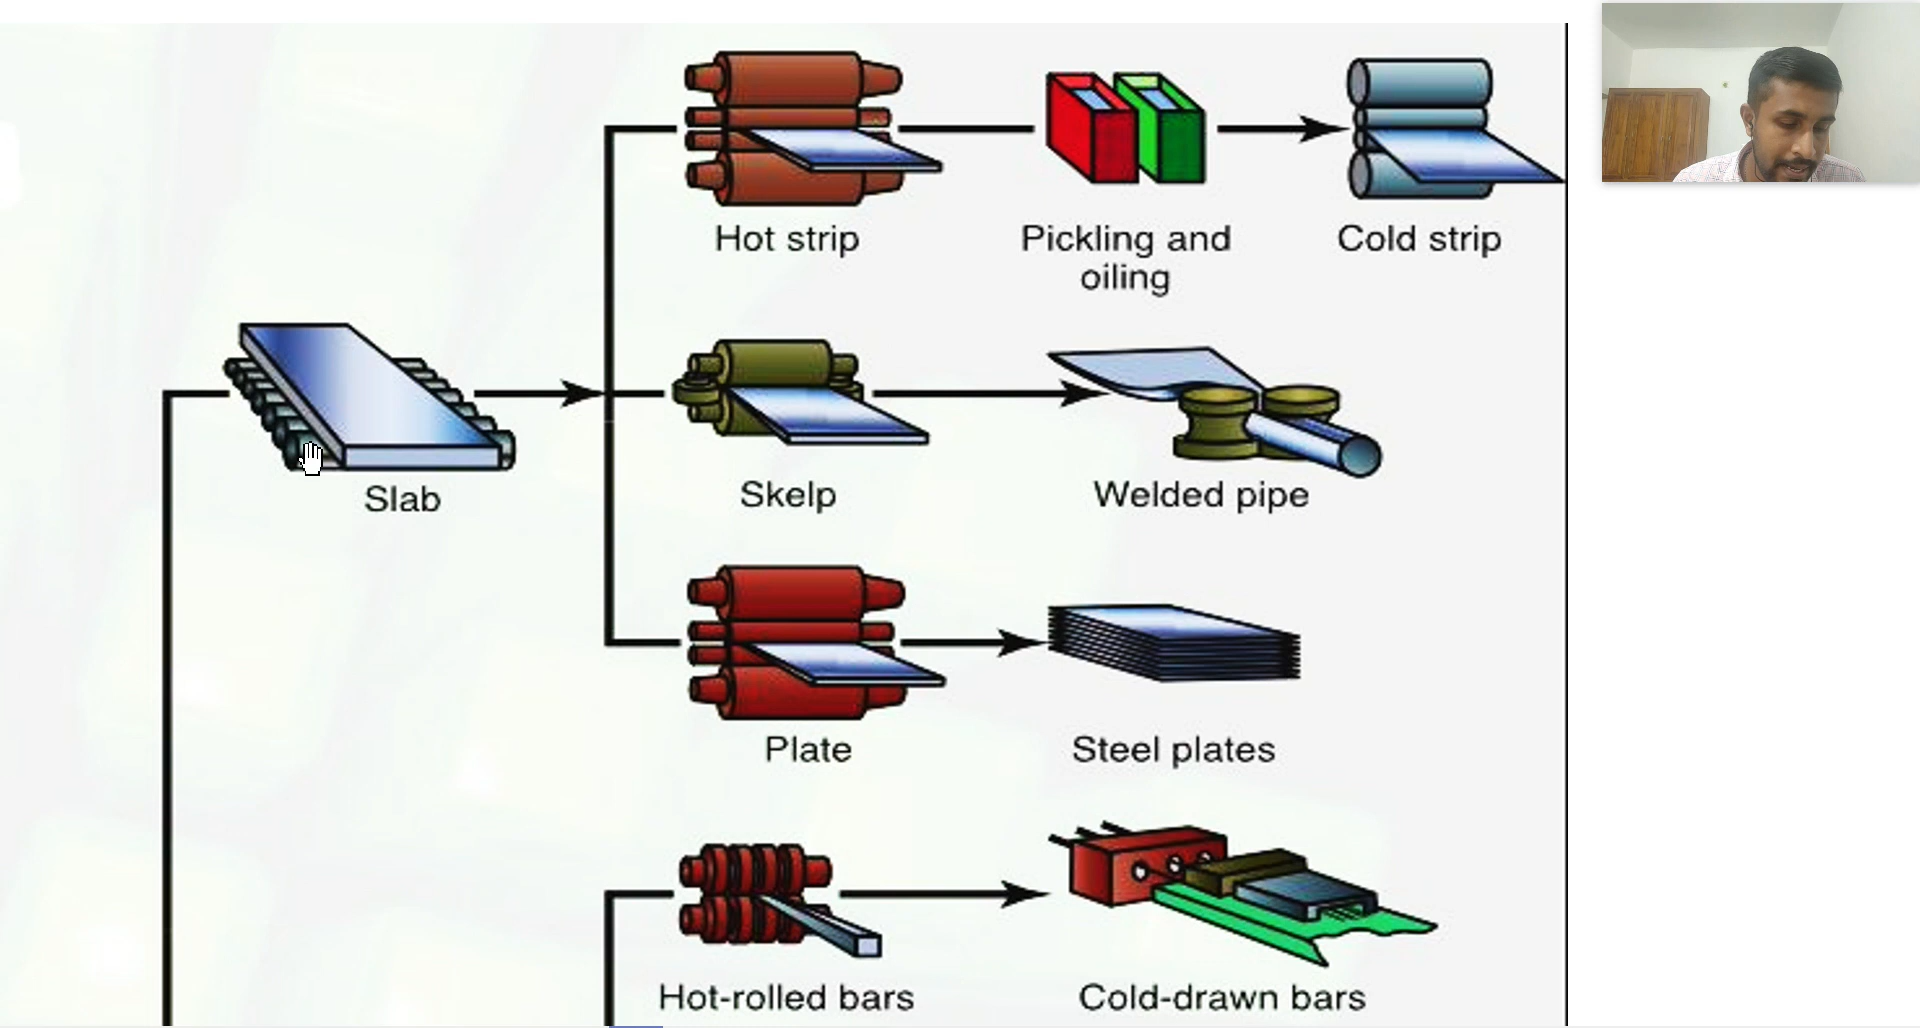 Hot strip
Pickling and
oiling
Cold strip
Slab
Skelp
Welded pipe
Plate
Steel plates
Hot-rolled bars
Cold-drawn bars